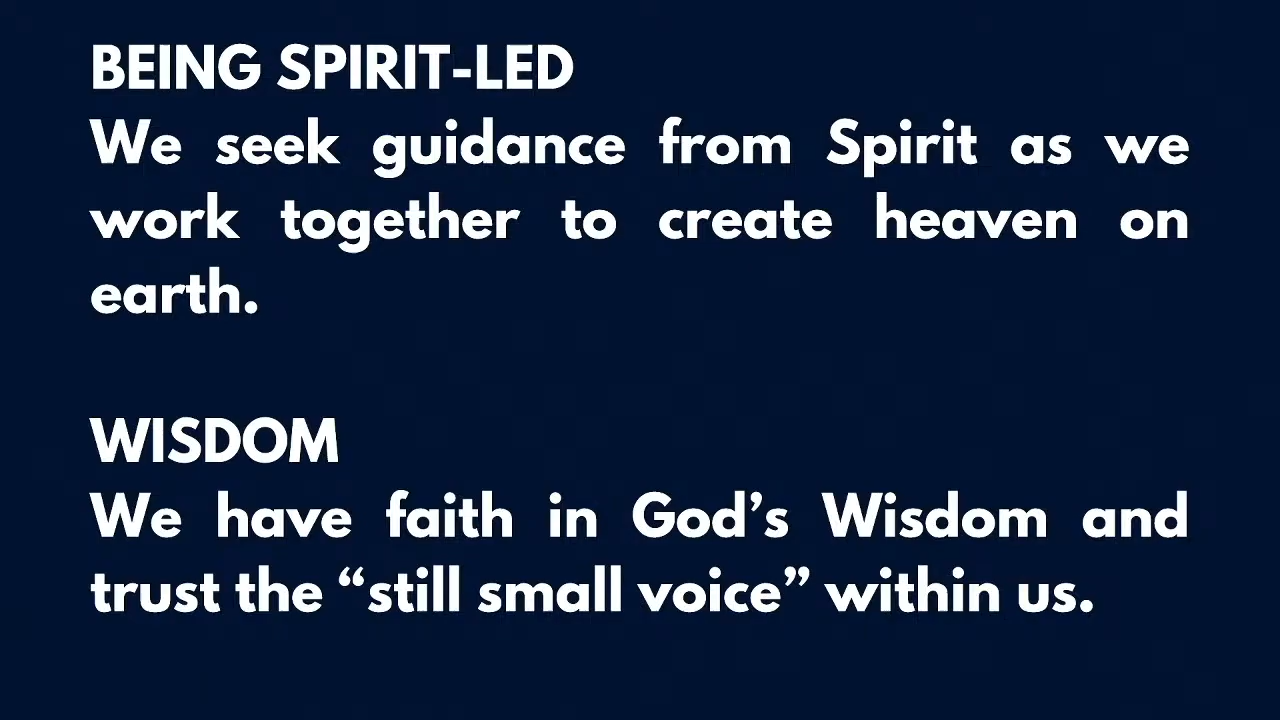 BEING SPIRIT-LED
We seek guidance from Spirit as we
work together to create heaven on
earth.
WISDOM
We have faith in God’s Wisdom and
trust the “still small voice” within us.